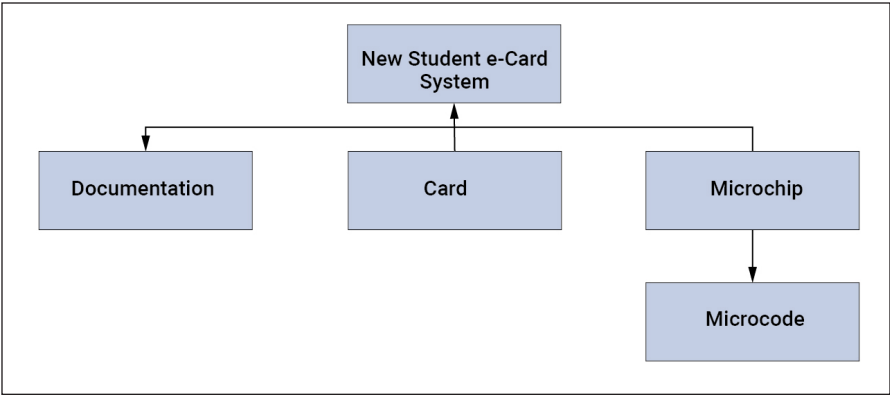 New Student e-Card
System
Documentation
Card
Microchip
Microcode